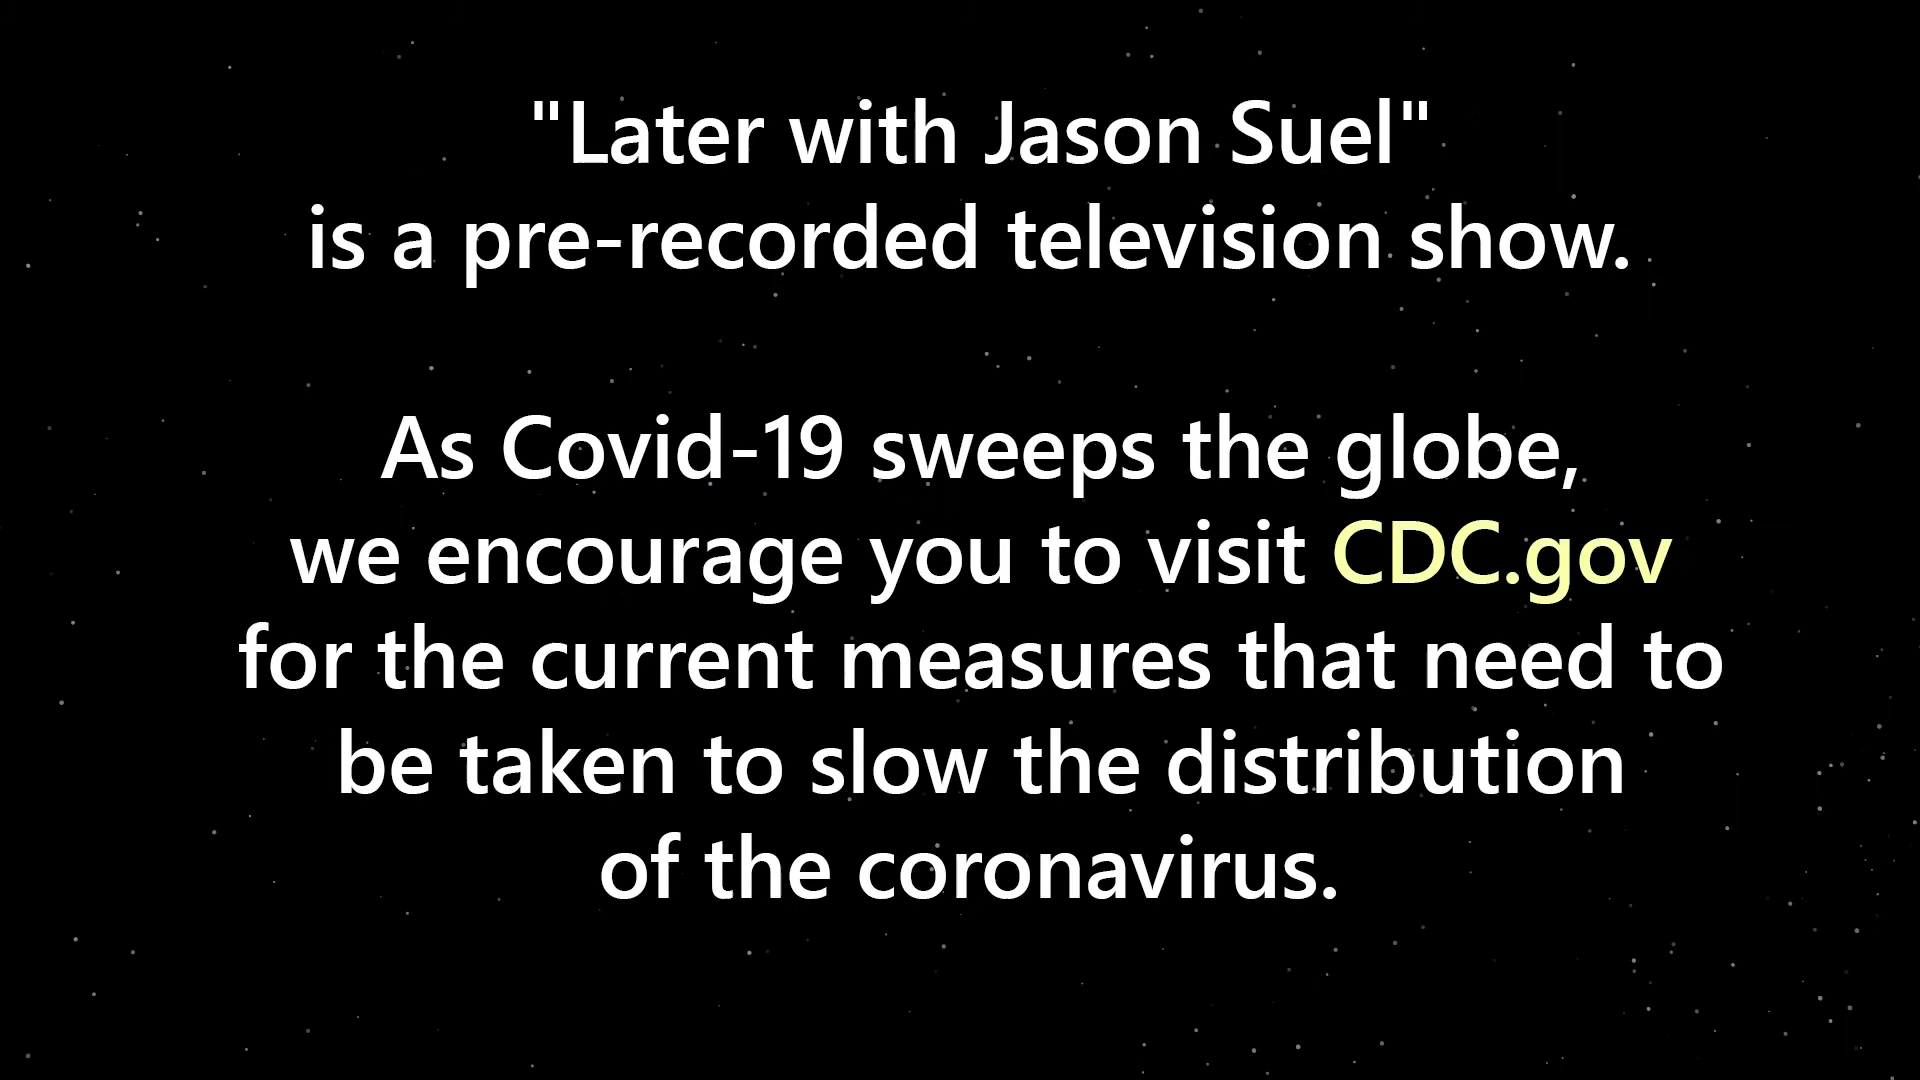 "Later with Jason Suel"
is a pre-recorded television show.
As Covid-19 sweeps the globe,
we encourage you to visit CDC.gov
for the current measures that need to
be taken to slow the distribution
of the coronavirus.